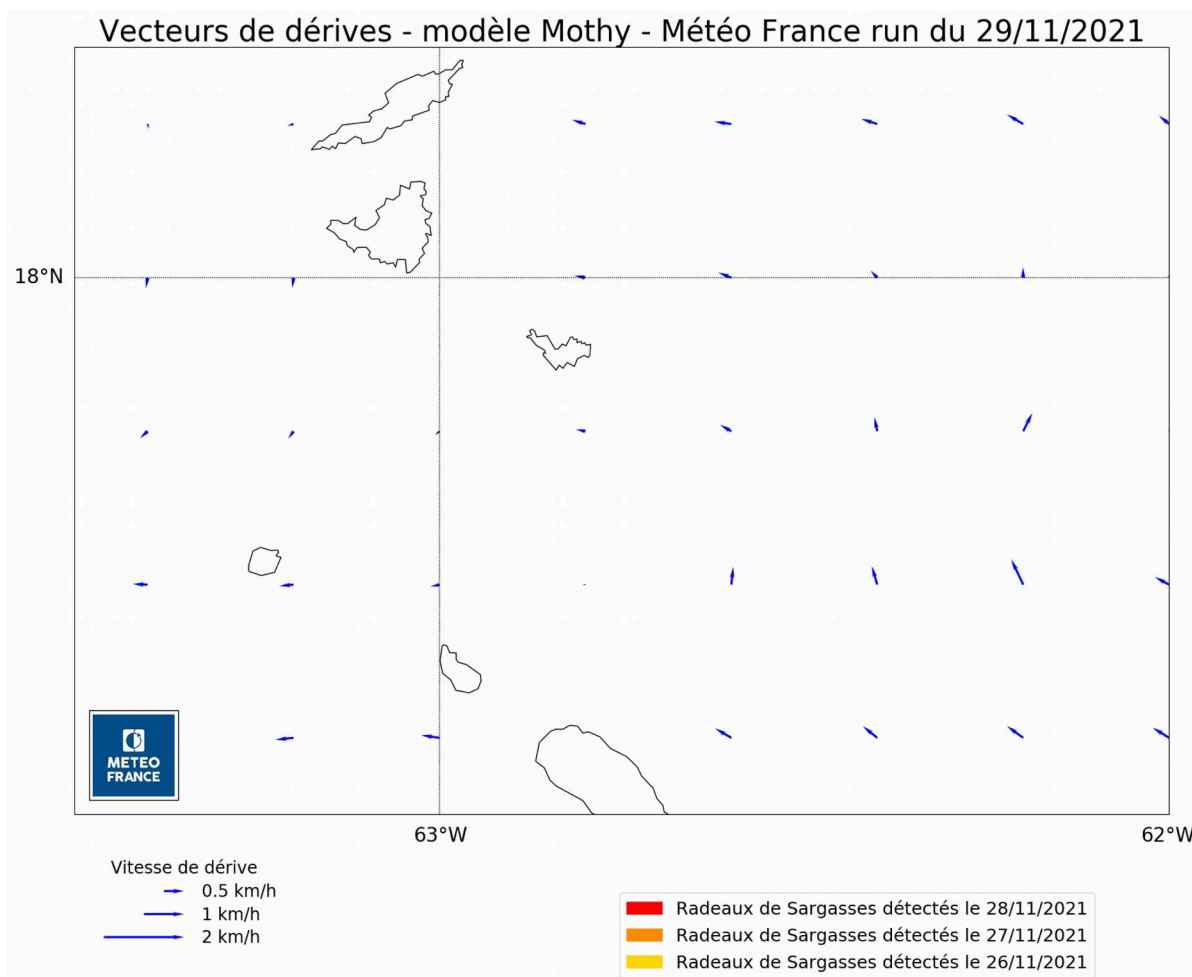 Vecteurs de dérives - modèle Mothy - Météo France run du 29/11/2021
18°N
METEO
FRANCE
63°W
62°W
Vitesse de dérive
0.5 km/h
1 km/h
2 km/h
Radeaux de Sargasses détectés le 28/11/2021
Radeaux de Sargasses détectés le 27/11/2021
Radeaux de Sargasses détectés le 26/11/2021